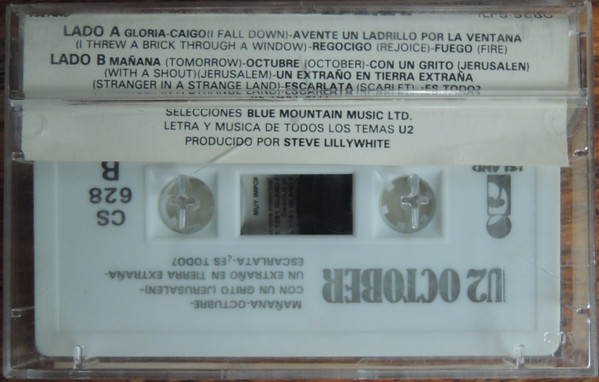 LADO A GLORIA-CAIGO(I FALL DOWN)-AVENTE UN LADRILLO POR LA VENTANA
(I THREW A BRICK THROUGH A WINDOW)-REGOCIGO (REJOICE)-FUEGO (FIRE)
LADO B MAÑANA (TOMORROW)-OCTUBRE (OCTOBER)-CON UN GRITO (JERUSALEN)
(WITH A SHOUT)(JERUSALEM)-UN EXTRAÑO EN TIERRA EXTRAÑA
(STRANGER IN A STRANGE LAND)-ESCARLATA (SCARLET)-¿ES TODO?
SELECCIONES BLUE MOUNTAIN MUSIC LTD.
LETRA Y MUSICA DE TODOS LOS TEMAS U2
PRODUCIDO POR STEVE LILLYWHITE
CS
628
B
ISLAND
MUY IMPOR
U2 OCTOBER
MAÑANA-OCTUBRE-
CON UN GRITO (JERUSALEN)-
UN EXTRAÑO EN TIERRA EXTRAÑA-
ESCARLATA-¿ES TODO?